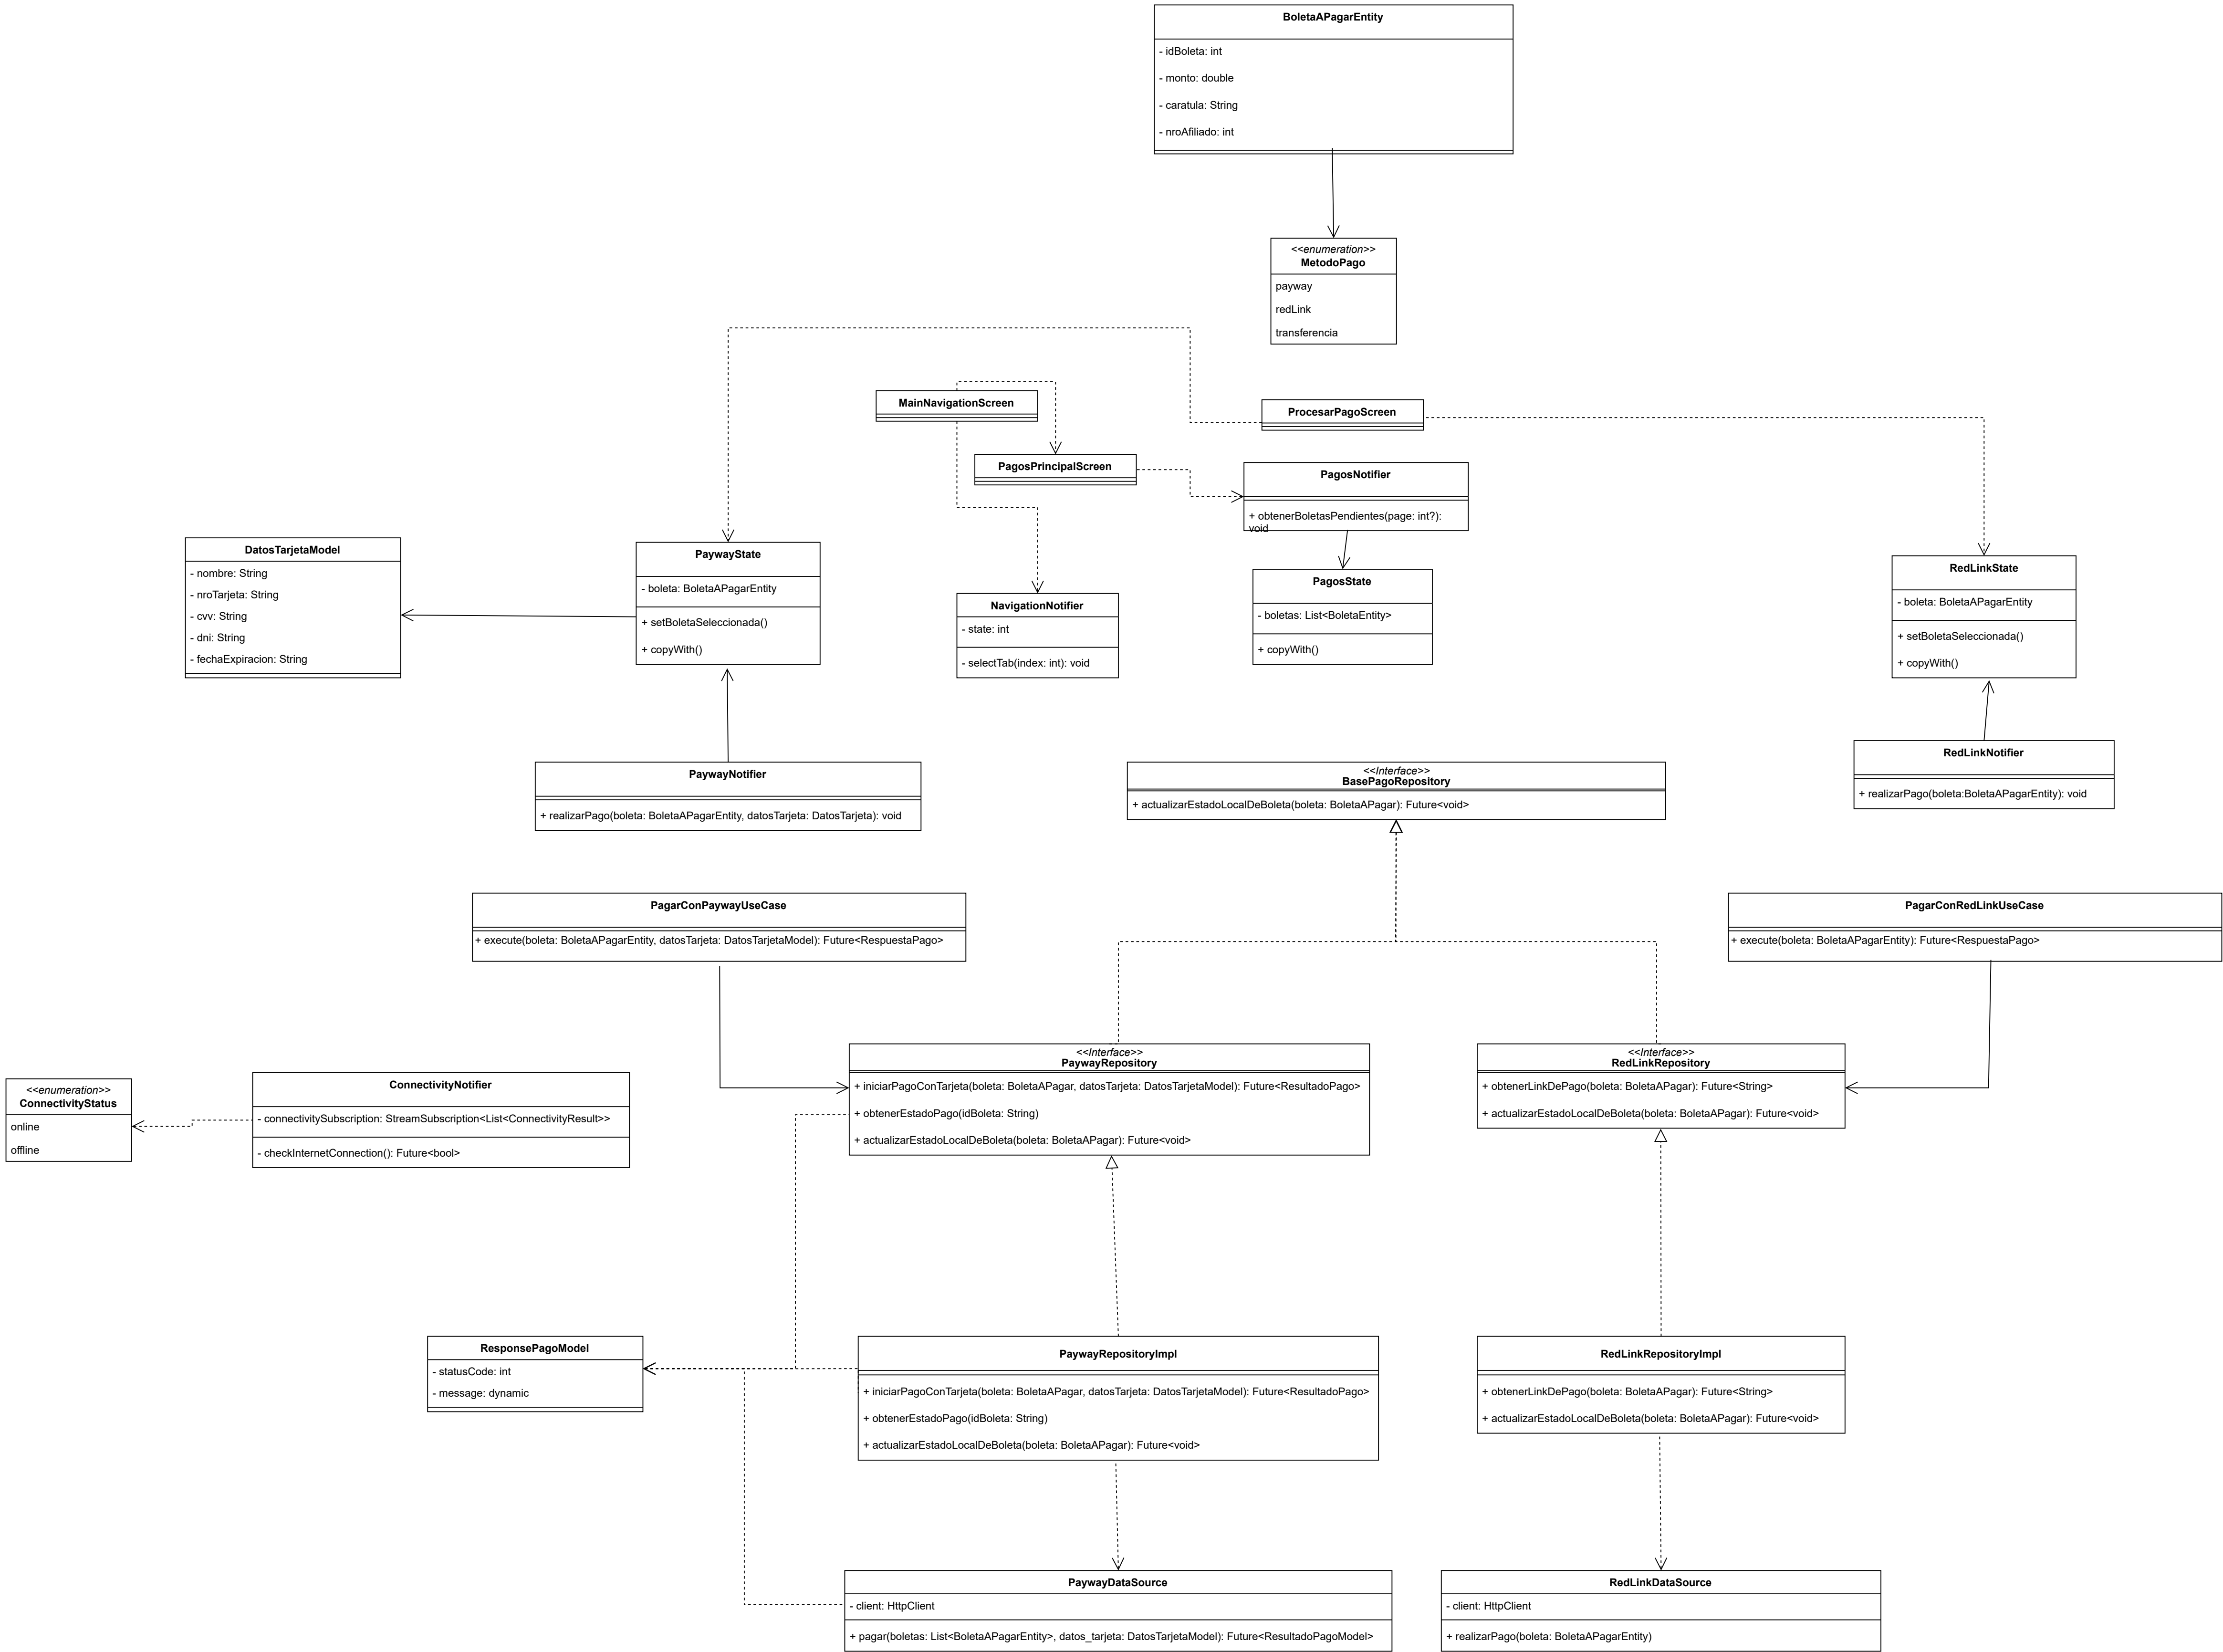 BoletaAPagarEntity
- idBoleta: int
- monto: double
- caratula: String
- nroAfiliado: int
<<enumeration>>
MetodoPago
payway
redLink
transferencia
MainNavigationScreen
ProcesarPagoScreen
PagosPrincipalScreen
PagosNotifier
+ obtenerBoletasPendientes(page: int?):
void
DatosTarjetaModel
- nombre: String
- nroTarjeta: String
- cvv: String
- dni: String
- fechaExpiracion: String
PaywayState
- boleta: BoletaAPagarEntity
+ setBoletaSeleccionada()
+ copyWith()
NavigationNotifier
- state: int
- selectTab(index: int): void
PagosState
- boletas: List<BoletaEntity>
+ copyWith()
RedLinkState
- boleta: BoletaAPagarEntity
+ setBoletaSeleccionada()
+ copyWith()
PaywayNotifier
+ realizarPago(boleta: BoletaAPagarEntity, datosTarjeta: DatosTarjeta): void
<<Interface>>
BasePagoRepository
+ actualizarEstadoLocalDeBoleta(boleta: BoletaAPagar): Future<void>
RedLinkNotifier
+ realizarPago(boleta:BoletaAPagarEntity): void
PagarConPaywayUseCase
+ execute(boleta: BoletaAPagarEntity, datosTarjeta: DatosTarjetaModel): Future<RespuestaPago>
PagarConRedLinkUseCase
+ execute(boleta: BoletaAPagarEntity): Future<RespuestaPago>
<<enumeration>>
ConnectivityStatus
online
offline
ConnectivityNotifier
- connectivitySubscription: StreamSubscription<List<ConnectivityResult>>
- checkInternetConnection(): Future<bool>
<<Interface>>
PaywayRepository
+ iniciarPagoConTarjeta(boleta: BoletaAPagar, datosTarjeta: DatosTarjetaModel): Future<ResultadoPago>
+ obtenerEstadoPago(idBoleta: String)
+ actualizarEstadoLocalDeBoleta(boleta: BoletaAPagar): Future<void>
<<Interface>>
RedLinkRepository
+ obtenerLinkDePago(boleta: BoletaAPagar): Future<String>
+ actualizarEstadoLocalDeBoleta(boleta: BoletaAPagar): Future<void>
ResponsePagoModel
- statusCode: int
- message: dynamic
PaywayRepositoryImpl
+ iniciarPagoConTarjeta(boleta: BoletaAPagar, datosTarjeta: DatosTarjetaModel): Future<ResultadoPago>
+ obtenerEstadoPago(idBoleta: String)
+ actualizarEstadoLocalDeBoleta(boleta: BoletaAPagar): Future<void>
RedLinkRepositoryImpl
+ obtenerLinkDePago(boleta: BoletaAPagar): Future<String>
+ actualizarEstadoLocalDeBoleta(boleta: BoletaAPagar): Future<void>
PaywayDataSource
- client: HttpClient
+ pagar(boletas: List<BoletaAPagarEntity>, datos_tarjeta: DatosTarjetaModel): Future<ResultadoPagoModel>
RedLinkDataSource
- client: HttpClient
+ realizarPago(boleta: BoletaAPagarEntity)